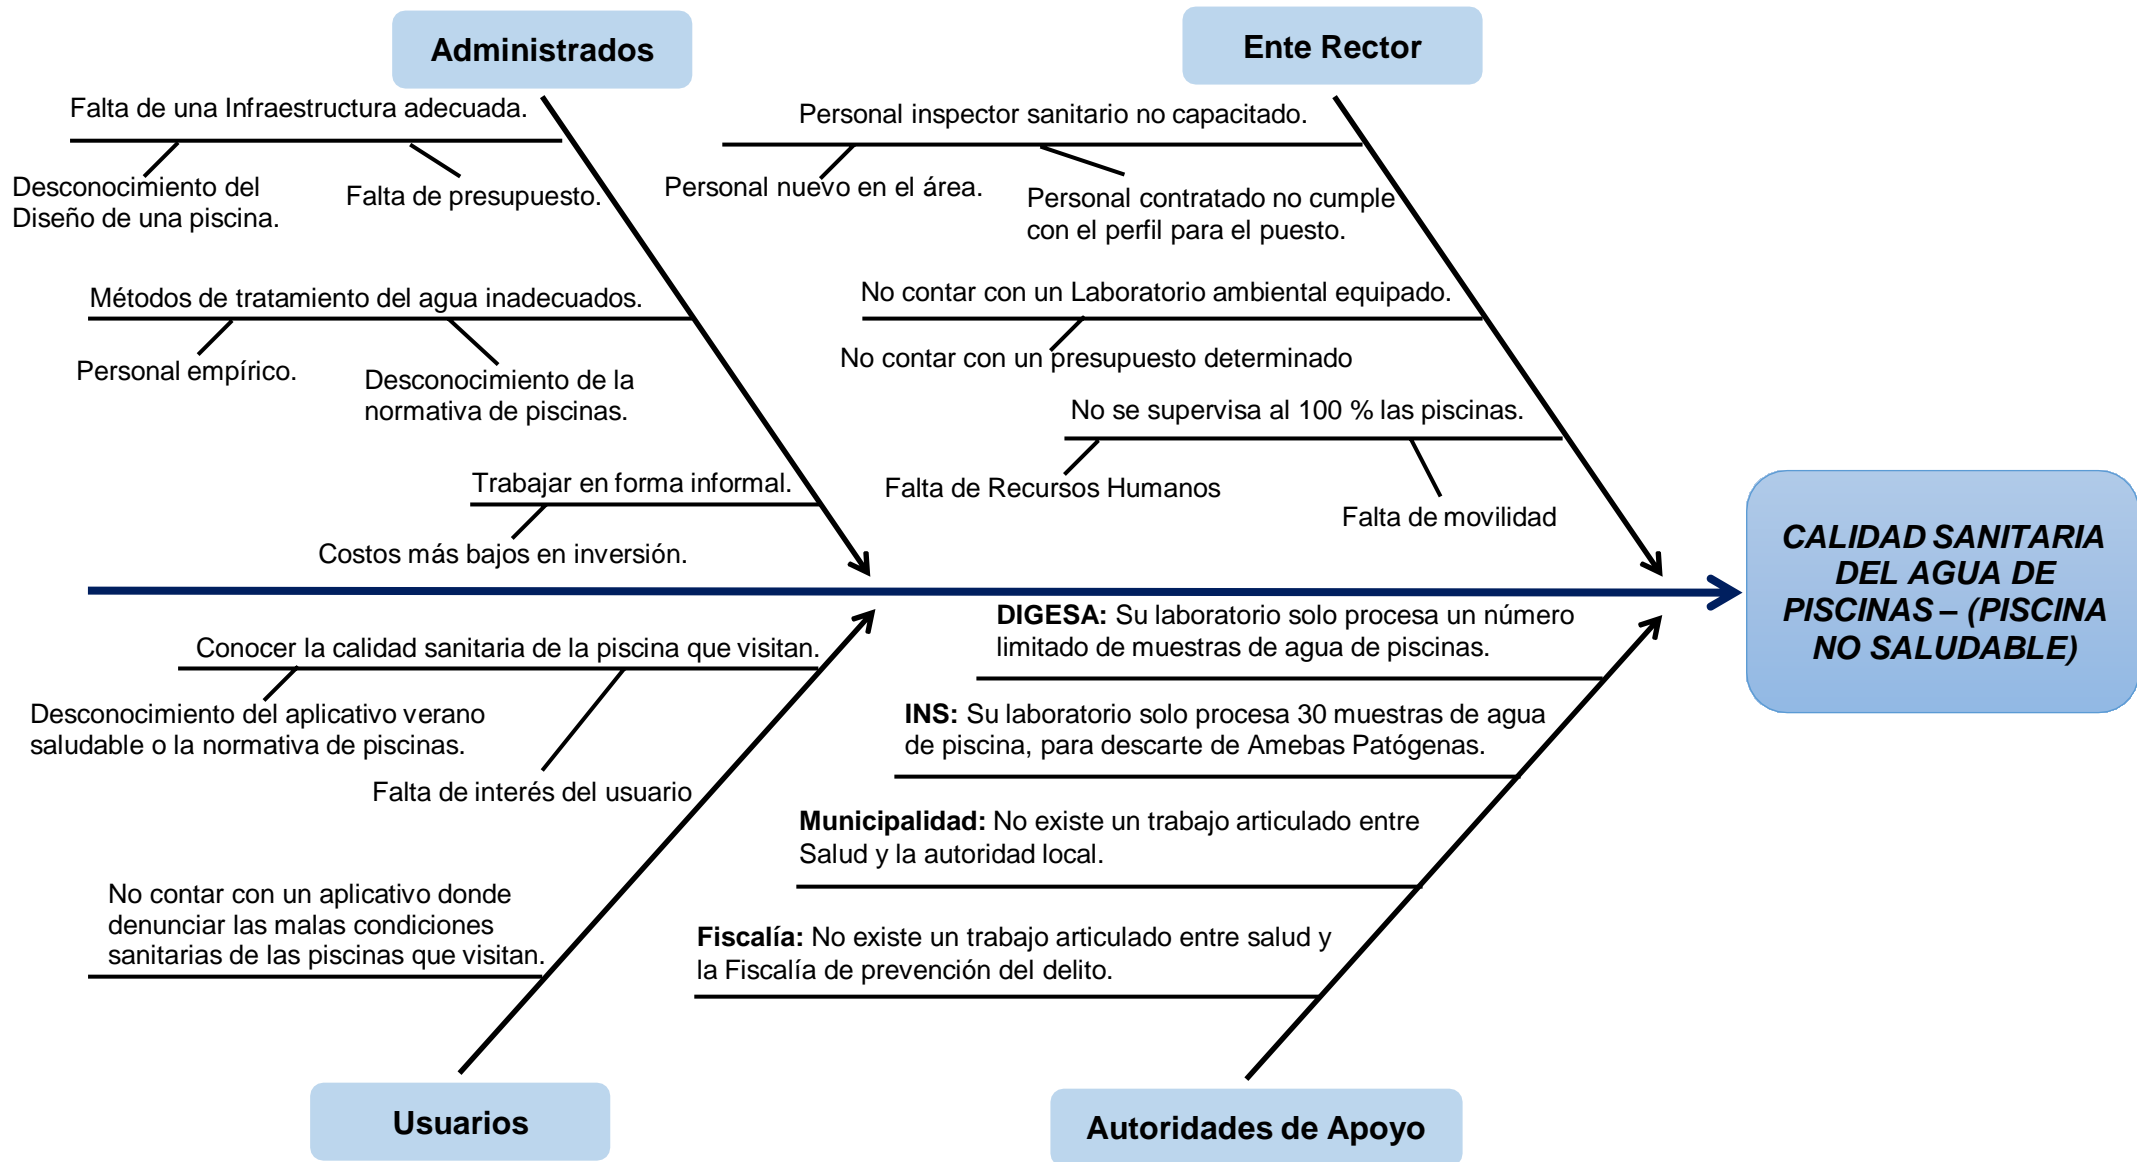 Administrados
Ente Rector
Falta de una Infraestructura adecuada.
Desconocimiento del
Diseño de una piscina.
Falta de presupuesto.
Métodos de tratamiento del agua inadecuados.
Personal empírico.
Desconocimiento de la
normativa de piscinas.
Trabajar en forma informal.
Costos más bajos en inversión.
Personal inspector sanitario no capacitado.
Personal nuevo en el área.
Personal contratado no cumple
con el perfil para el puesto.
No contar con un Laboratorio ambiental equipado.
No contar con un presupuesto determinado
No se supervisa al 100 % las piscinas.
Falta de Recursos Humanos
Falta de movilidad
CALIDAD SANITARIA
DEL AGUA DE
PISCINAS – (PISCINA
NO SALUDABLE)
Conocer la calidad sanitaria de la piscina que visitan.
Desconocimiento del aplicativo verano
saludable o la normativa de piscinas.
Falta de interés del usuario
No contar con un aplicativo donde
denunciar las malas condiciones
sanitarias de las piscinas que visitan.
DIGESA: Su laboratorio solo procesa un número
limitado de muestras de agua de piscinas.
INS: Su laboratorio solo procesa 30 muestras de agua
de piscina, para descarte de Amebas Patógenas.
Municipalidad: No existe un trabajo articulado entre
Salud y la autoridad local.
Fiscalía: No existe un trabajo articulado entre salud y
la Fiscalía de prevención del delito.
Usuarios
Autoridades de Apoyo